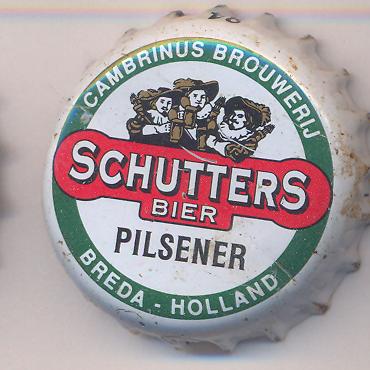 CAMBRINUS BROUWERIJ
SCHUTTERS
BIER
PILSENER
BREDA - HOLLAND